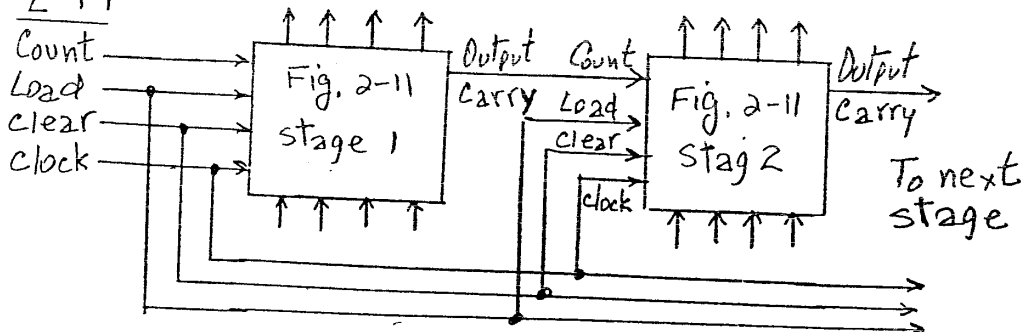 Count
Load
clear
clock
Fig. 2-11
stage 1
Output
Carry
Count
Load
clear
clock
Fig. 2-11
Stag 2
Output
Carry
To next
stage